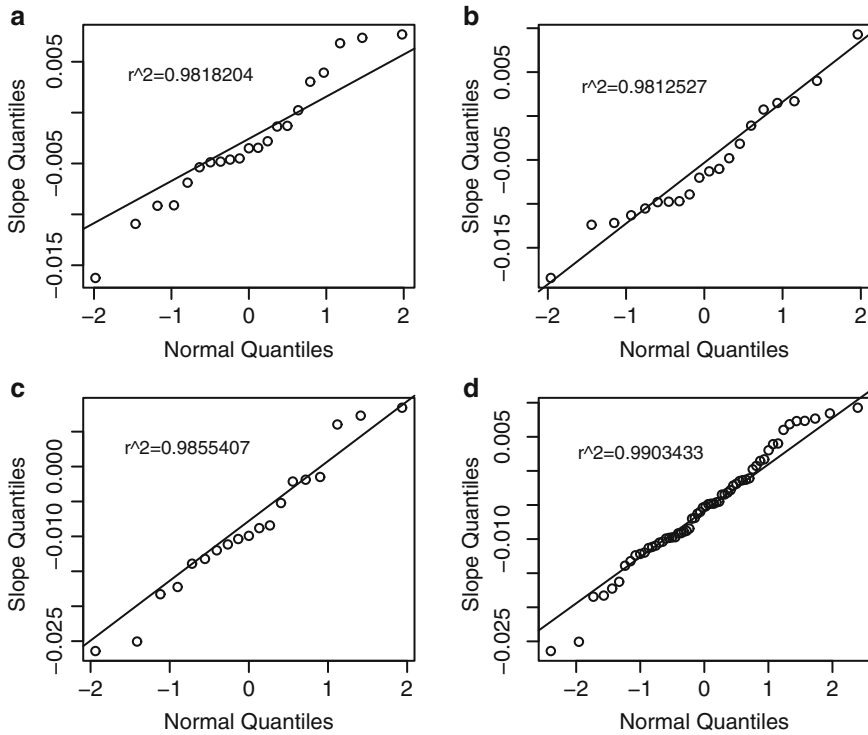 a
r^2=0.9818204
Slope Quantiles
0.005
−0.005
−0.015
−2 −1 0 1 2
Normal Quantiles
b
r^2=0.9812527
Slope Quantiles
0.005
−0.005
−0.015
−2 −1 0 1 2
Normal Quantiles
c
r^2=0.9855407
Slope Quantiles
0.000
−0.010
−0.025
−2 −1 0 1 2
Normal Quantiles
d
r^2=0.9903433
Slope Quantiles
0.005
−0.010
−0.025
−2 −1 0 1 2
Normal Quantiles